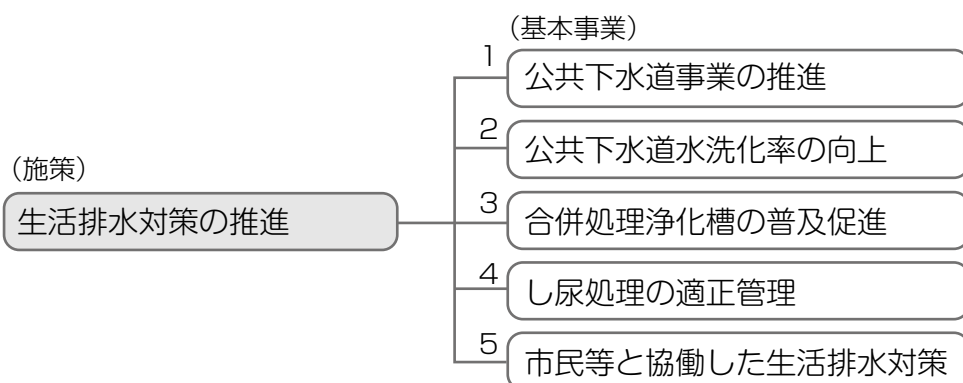 （基本事業）
1 公共下水道事業の推進
2 公共下水道水洗化率の向上
（施策）
生活排水対策の推進
3 合併処理浄化槽の普及促進
4 し尿処理の適正管理
5 市民等と協働した生活排水対策